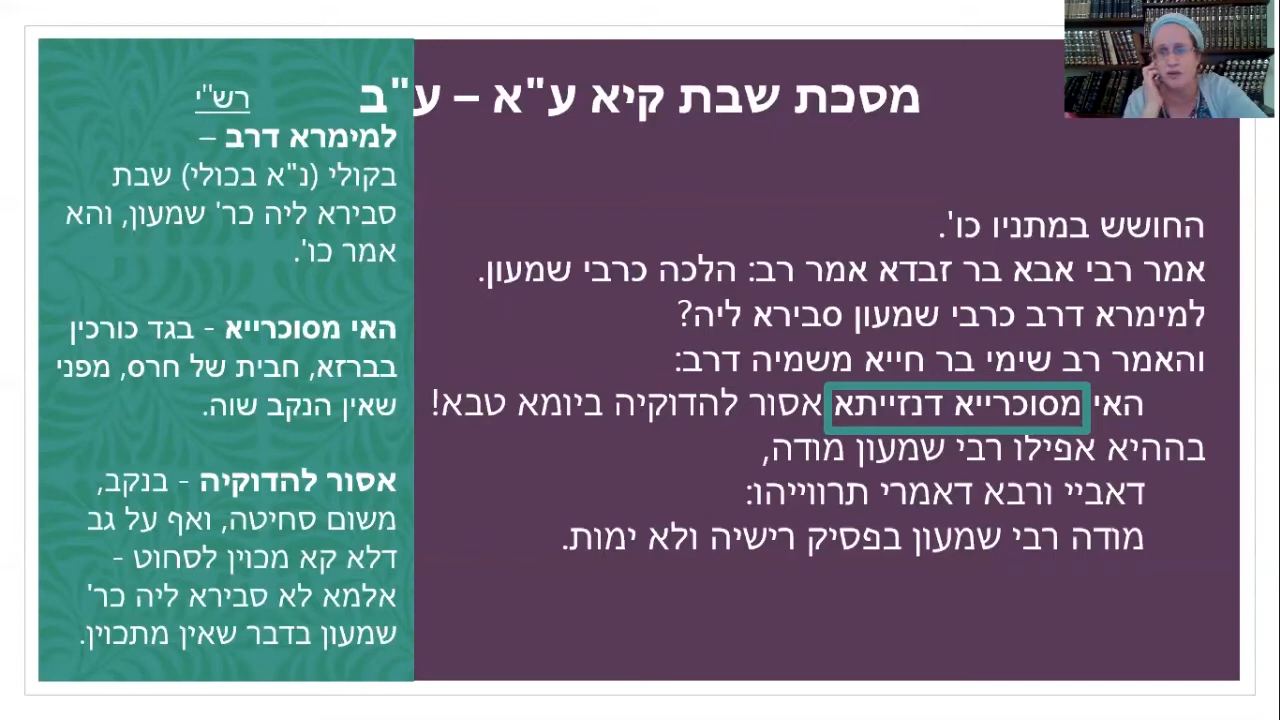 מסכת שבת קיא ע"א – ע"ב
החושש במתניו כו'.
אמר רבי אבא בר זבדא אמר רב: הלכה כרבי שמעון.
למימרא דרב כרבי שמעון סבירא ליה?
והאמר רב שימי בר חייא משמיה דרב:
האי מסוכרייא דנזייתא אסור להדוקיה ביומא טבא!
בההיא אפילו רבי שמעון מודה,
דאביי ורבא דאמרי תרווייהו:
מודה רבי שמעון בפסיק רישיה ולא ימות.
רש"י
למימרא דרב –
בקולי (נ"א בכולי) שבת
סבירא ליה כר' שמעון, והא
אמר כו'.
האי מסוכרייא - בגד כורכין
בברזא, חבית של חרס, מפני
שאין הנקב שוה.
אסור להדוקיה - בנקב,
משום סחיטה, ואף על גב
דלא קא מכוין לסחוט -
אלמא לא סבירא ליה כר'
שמעון בדבר שאין מתכוין.